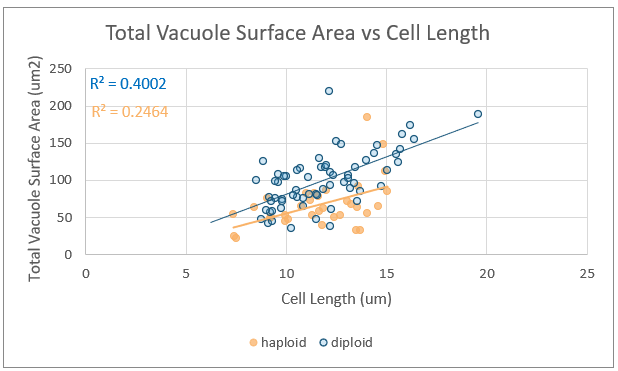 Total Vacuole Surface Area vs Cell Length
Total Vacuole Surface Area (um2)
250
200
150
100
50
0
R² = 0.4002
R² = 0.2464
0 5 10 15 20 25
Cell Length (um)
haploid diploid